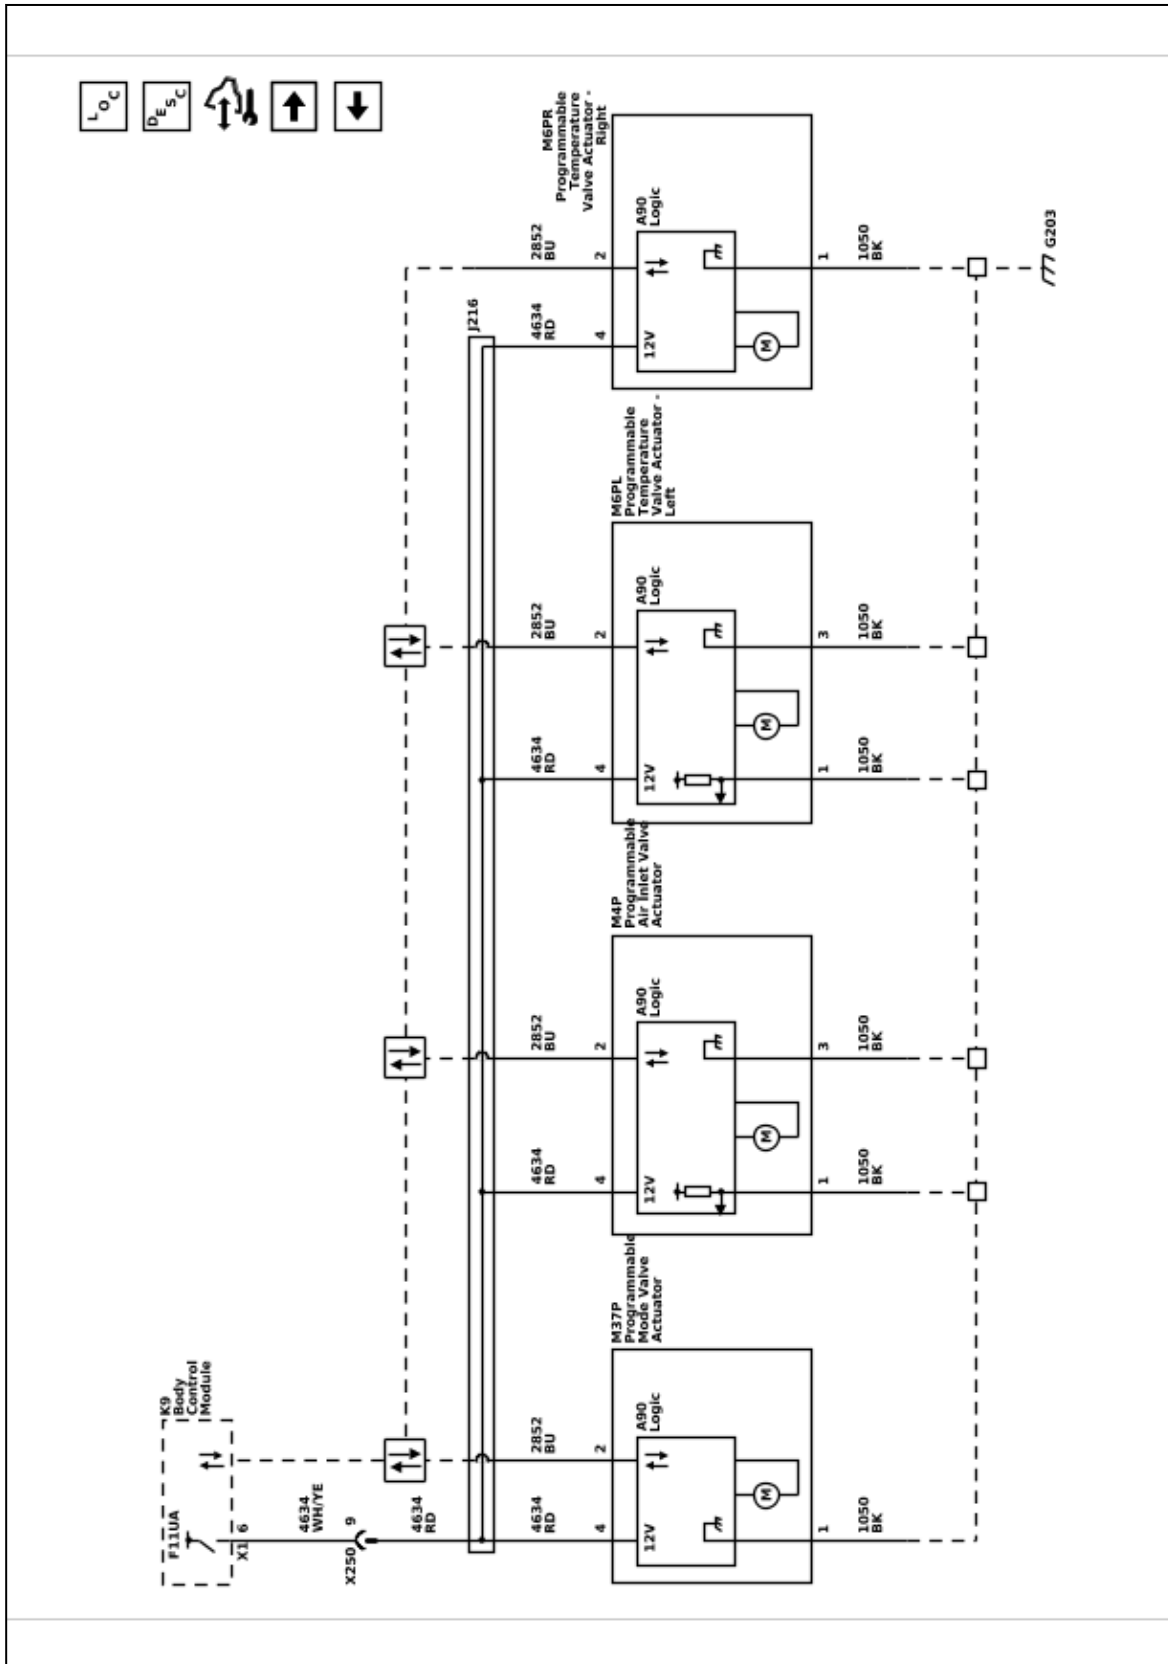 K9
Body
Control
Module
F11UA
X1 6
LOC
DESC
4634
WH/YE
X250 9
4634
RD
J216
4634
RD
2852
BU
4634
RD
2852
BU
4634
RD
2852
BU
4634
RD
2852
BU
4
2
4
2
4
2
4
2
M37P
Programmable
Mode Valve
Actuator
A90
Logic
12V
M
1
1050
BK
M4P
Programmable
Air Inlet Valve
Actuator
A90
Logic
12V
M
1
3
1050
BK
1050
BK
M6PL
Programmable
Temperature
Valve Actuator -
Left
A90
Logic
12V
M
1
3
1050
BK
1050
BK
M6PR
Programmable
Temperature
Valve Actuator -
Right
A90
Logic
12V
M
1
1050
BK
G203